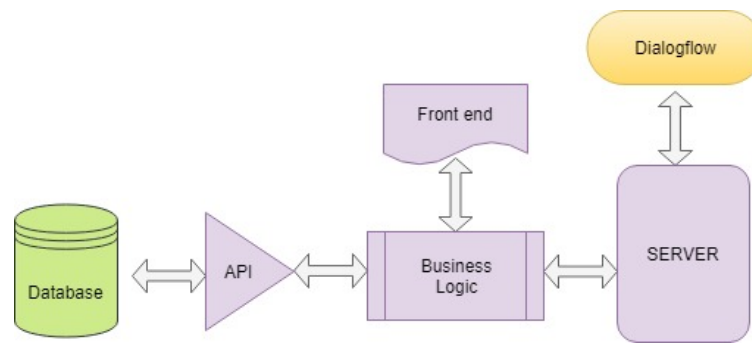 Dialogflow
Front end
Database
API
Business
Logic
SERVER